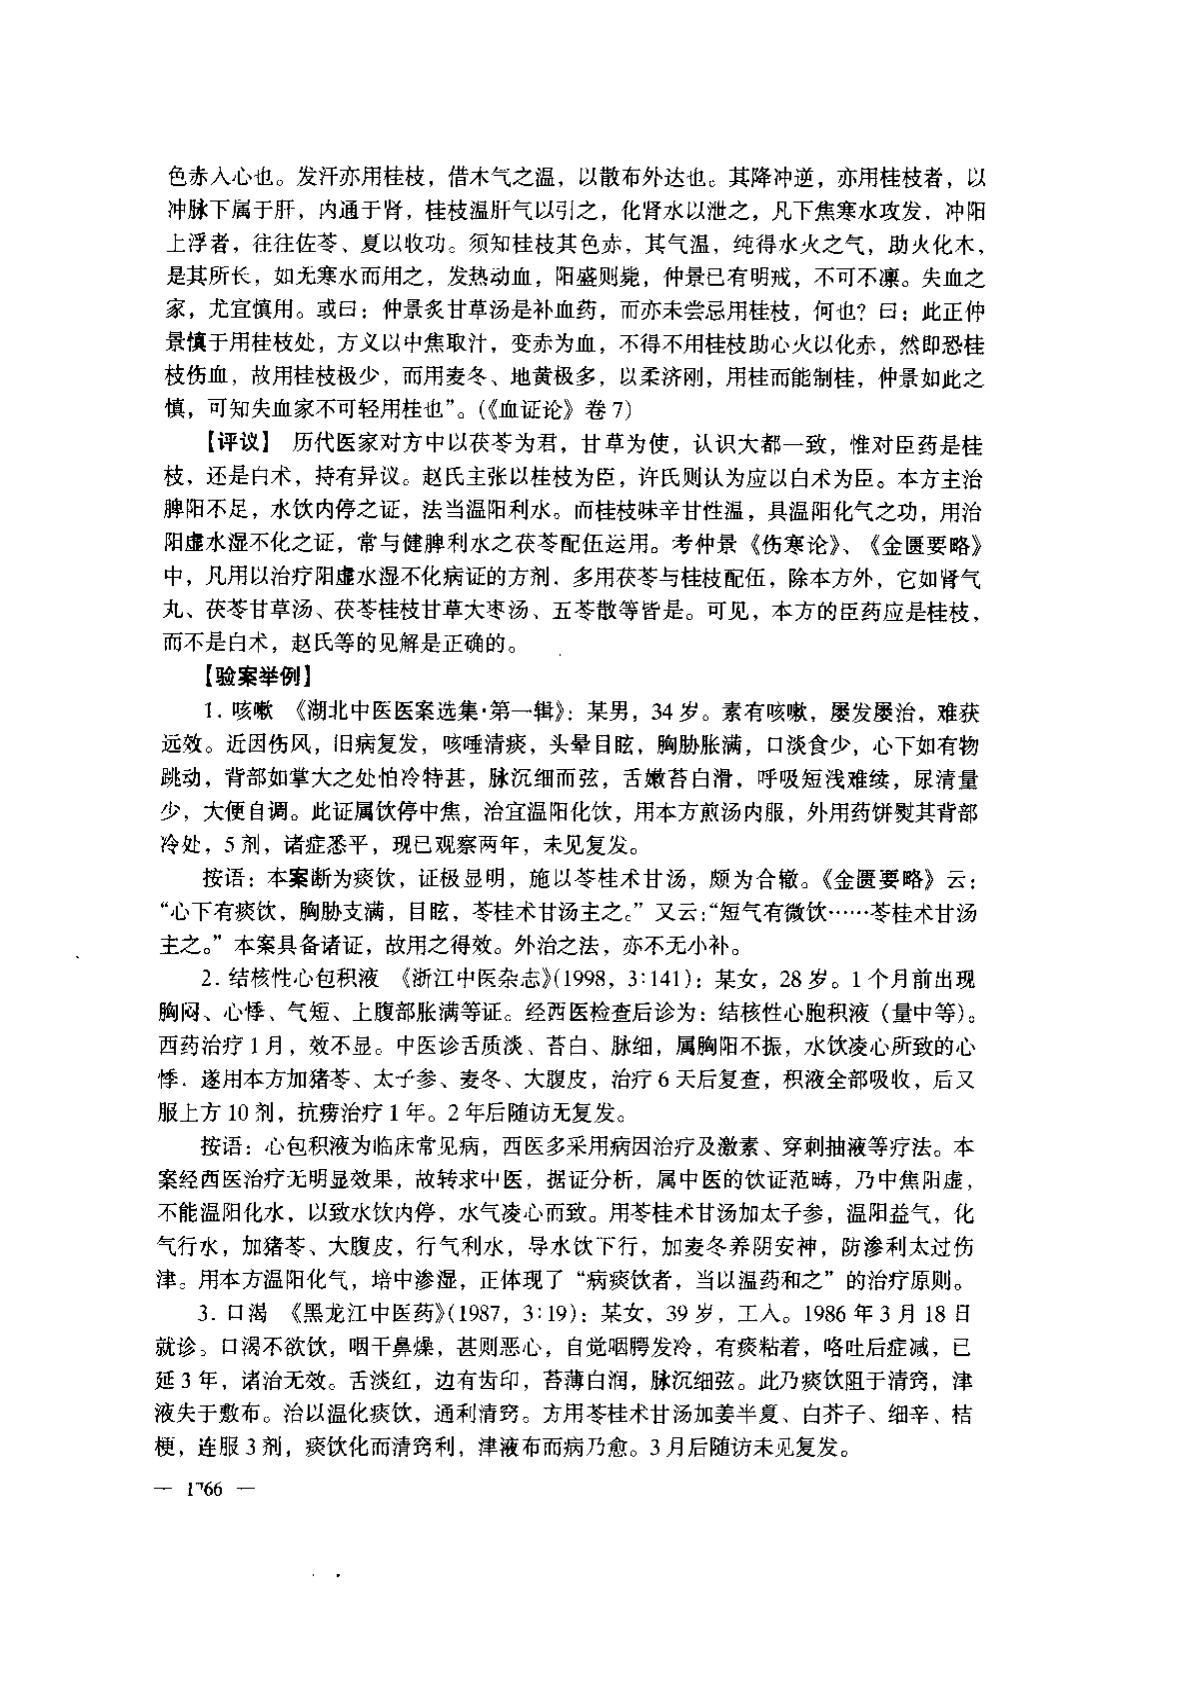 色赤入心也。发汗亦用桂枝，借木气之温，以散布外达也。其降冲逆，亦用桂枝者，以
冲脉下属于肝，内通于肾，桂枝温肝气以引之，化肾水以泄之，凡下焦寒水攻发，冲阳
上浮者，往往佐苓、夏以收功。须知桂枝其色赤，其气温，纯得水火之气，助火化木，
是其所长，如无寒水而用之，发热动血，阳盛则毙，仲景已有明戒，不可不凛。失血之
家，尤宜慎用。或曰：仲景炙甘草汤是补血药，而亦未尝忌用桂枝，何也？曰：此正仲
景慎于用桂枝处，方义以中焦取汁，变赤为血，不得不用桂枝助心火以化赤，然即恐桂
枝伤血，故用桂枝极少，而用麦冬、地黄极多，以柔济刚，用桂而能制桂，仲景如此之
慎，可知失血家不可轻用桂也”。(《血证论》卷7)
【评议】 历代医家对方中以茯苓为君，甘草为使，认识大都一致，惟对臣药是桂
枝，还是白术，持有异议。赵氏主张以桂枝为臣，许氏则认为应以白术为臣。本方主治
脾阳不足，水饮内停之证，法当温阳利水。而桂枝味辛甘性温，具温阳化气之功，用治
阳虚水湿不化之证，常与健脾利水之茯苓配伍运用。考仲景《伤寒论》、《金匮要略》
中，凡用以治疗阳虚水湿不化病证的方剂．多用茯苓与桂枝配伍，除本方外，它如肾气
丸、茯苓甘草汤、茯苓桂枝甘草大枣汤、五苓散等皆是。可见，本方的臣药应是桂枝，
而不是白术，赵氏等的见解是正确的。
【验案举例】
1. 咳嗽 《湖北中医医案选集·第一辑》：某男，34岁。素有咳嗽，屡发屡治，难获
远效。近因伤风，旧病复发，咳唾清痰，头晕目眩，胸胁胀满，口淡食少，心下如有物
跳动，背部如掌大之处怕冷特甚，脉沉细而弦，舌嫩苔白滑，呼吸短浅难续，尿清量
少，大便自调。此证属饮停中焦，治宜温阳化饮，用本方煎汤内服，外用药饼熨其背部
冷处，5剂，诸症悉平，现已观察两年，未见复发。
按语：本案断为痰饮，证极显明，施以苓桂术甘汤，颇为合辙。《金匮要略》云：
“心下有痰饮，胸胁支满，目眩，苓桂术甘汤主之。”又云：“短气有微饮……苓桂术甘汤
主之。”本案具备诸证，故用之得效。外治之法，亦不无小补。
2. 结核性心包积液 《浙江中医杂志》(1998，3∶141)：某女，28岁。1个月前出现
胸闷、心悸、气短、上腹部胀满等证。经西医检查后诊为：结核性心胞积液（量中等）。
西药治疗1月，效不显。中医诊舌质淡、苔白、脉细，属胸阳不振，水饮凌心所致的心
悸．遂用本方加猪苓、太子参、麦冬、大腹皮，治疗6天后复查，积液全部吸收，后又
服上方10剂，抗痨治疗1年。2年后随访无复发。
按语：心包积液为临床常见病，西医多采用病因治疗及激素、穿刺抽液等疗法。本
案经西医治疗无明显效果，故转求中医，据证分析，属中医的饮证范畴，乃中焦阳虚，
不能温阳化水，以致水饮内停，水气凌心而致。用苓桂术甘汤加太子参，温阳益气，化
气行水，加猪苓、大腹皮，行气利水，导水饮下行，加麦冬养阴安神，防渗利太过伤
津。用本方温阳化气，培中渗湿，正体现了“病痰饮者，当以温药和之”的治疗原则。
3. 口渴 《黑龙江中医药》(1987，3∶19)：某女，39岁，工人。1986年3月18日
就诊。口渴不欲饮，咽干鼻燥，甚则恶心，自觉咽腭发冷，有痰粘着，咯吐后症减，已
延3年，诸治无效。舌淡红，边有齿印，苔薄白润，脉沉细弦。此乃痰饮阻于清窍，津
液失于敷布。治以温化痰饮，通利清窍。方用苓桂术甘汤加姜半夏、白芥子、细辛、桔
梗，连服3剂，痰饮化而清窍利，津液布而病乃愈。3月后随访未见复发。
— 1766 —